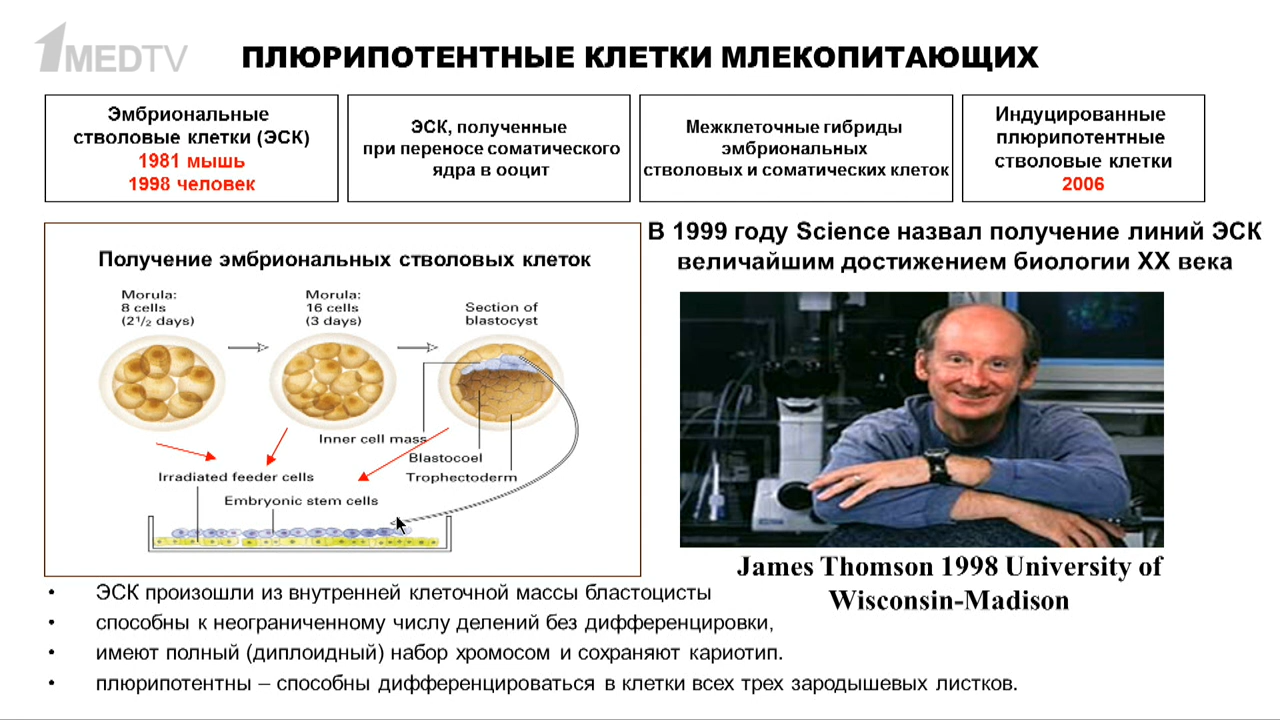 1MEDTV
ПЛЮРИПОТЕНТНЫЕ КЛЕТКИ МЛЕКОПИТАЮЩИХ
Эмбриональные
стволовые клетки (ЭСК)
1981 мышь
1998 человек
ЭСК, полученные
при переносе соматического
ядра в ооцит
Межклеточные гибриды
эмбриональных
стволовых и соматических клеток
Индуцированные
плюрипотентные
стволовые клетки
2006
Получение эмбриональных стволовых клеток
Morula:
8 cells
(2½ days)
Morula:
16 cells
(3 days)
Section of
blastocyst
Inner cell mass
Blastocoel
Trophectoderm
Irradiated feeder cells
Embryonic stem cells
В 1999 году Science назвал получение линий ЭСК
величайшим достижением биологии XX века
James Thomson 1998 University of
Wisconsin-Madison
• ЭСК произошли из внутренней клеточной массы бластоцисты
• способны к неограниченному числу делений без дифференцировки,
• имеют полный (диплоидный) набор хромосом и сохраняют кариотип.
• плюрипотентны – способны дифференцироваться в клетки всех трех зародышевых листков.